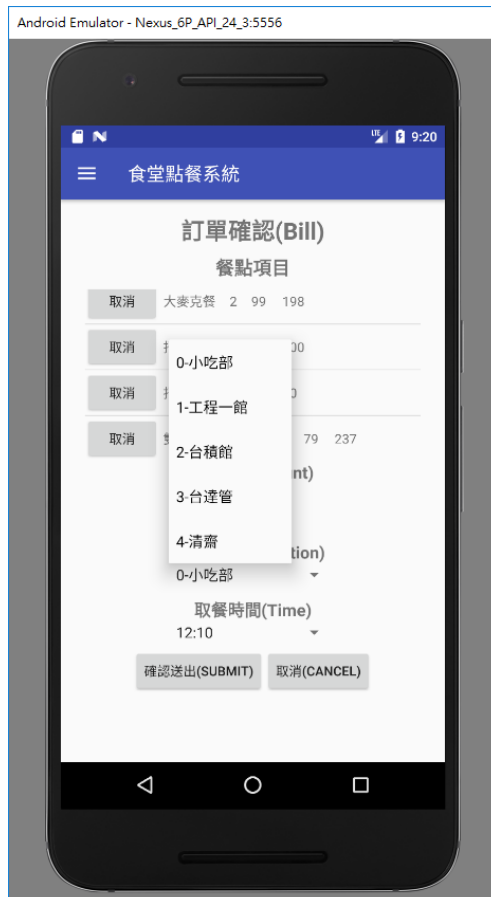 Android Emulator - Nexus_6P_API_24_3:5556
LTE 9:20
食堂點餐系統
訂單確認(Bill)
餐點項目
取消 大麥克餐 2 99 198
取消 00
取消
取消 79 237
0-小吃部
1-工程一館
2-台積館
3-台達管
4-清齋
nt)
tion)
0-小吃部
取餐時間(Time)
12:10
確認送出(SUBMIT) 取消(CANCEL)